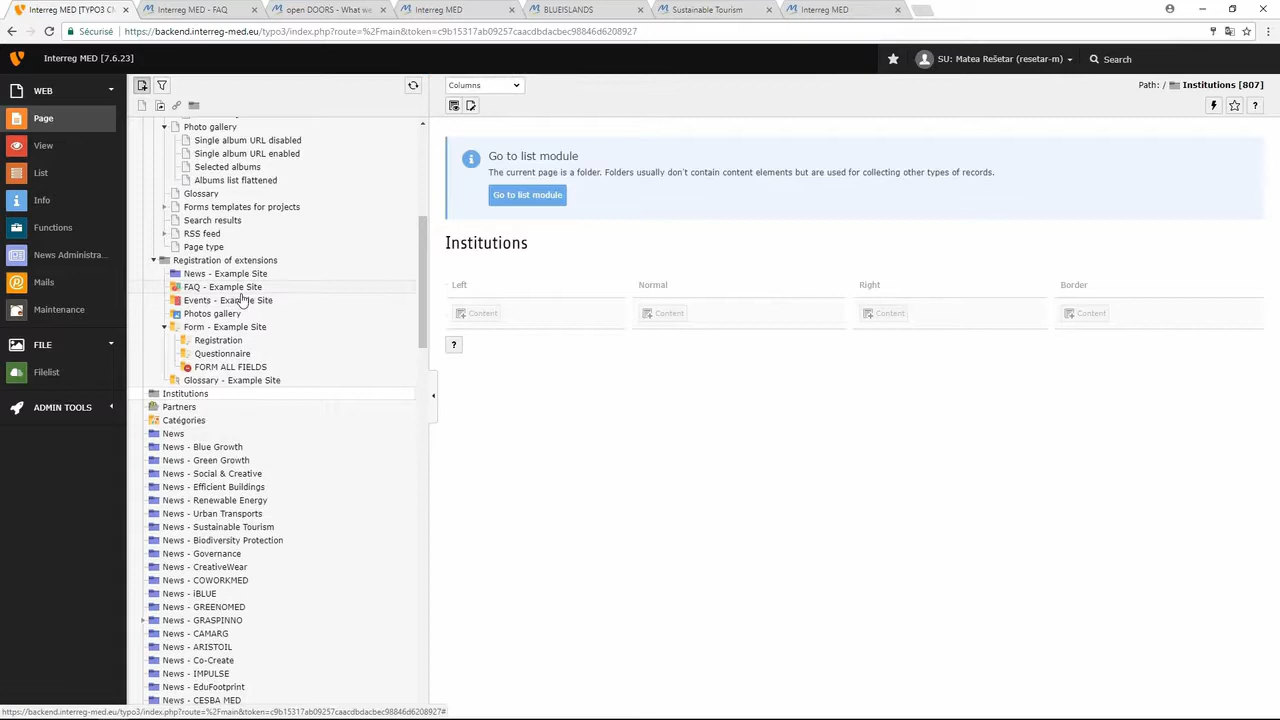 Interreg MED [TYPO3 CM
Interreg MED - FAQ
open DOORS - What we
Interreg MED
BLUEISLANDS
Sustainable Tourism
Interreg MED
Sécurisé
https://backend.interreg-med.eu/typo3/index.php?route=%2Fmain&token=c9b15317ab09257caacdbdacbec98846d6208927
Interreg MED [7.6.23]
SU: Matea Rešetar (resetar-m)
Search
WEB
Page
View
List
Info
Functions
News Administra...
Mails
Maintenance
FILE
Filelist
ADMIN TOOLS
Photo gallery
Single album URL disabled
Single album URL enabled
Selected albums
Albums list flattened
Glossary
Forms templates for projects
Search results
RSS feed
Page type
Registration of extensions
News - Example Site
FAQ - Example Site
Events - Example Site
Photos gallery
Form - Example Site
Registration
Questionnaire
FORM ALL FIELDS
Glossary - Example Site
Institutions
Partners
Catégories
News
News - Blue Growth
News - Green Growth
News - Social & Creative
News - Efficient Buildings
News - Renewable Energy
News - Urban Transports
News - Sustainable Tourism
News - Biodiversity Protection
News - Governance
News - CreativeWear
News - COWORKMED
News - iBLUE
News - GREENOMED
News - GRASPINNO
News - CAMARG
News - ARISTOIL
News - Co-Create
News - IMPULSE
News - EduFootprint
News - CESBA MED
Columns
Path: / Institutions [807]
?
Go to list module
The current page is a folder. Folders usually don't contain content elements but are used for collecting other types of records.
Go to list module
Institutions
Left
Normal
Right
Border
Content
Content
Content
Content
?
https://backend.interreg-med.eu/typo3/index.php?route=%2Fmain&token=c9b15317ab09257caacdbdacbec98846d6208927#